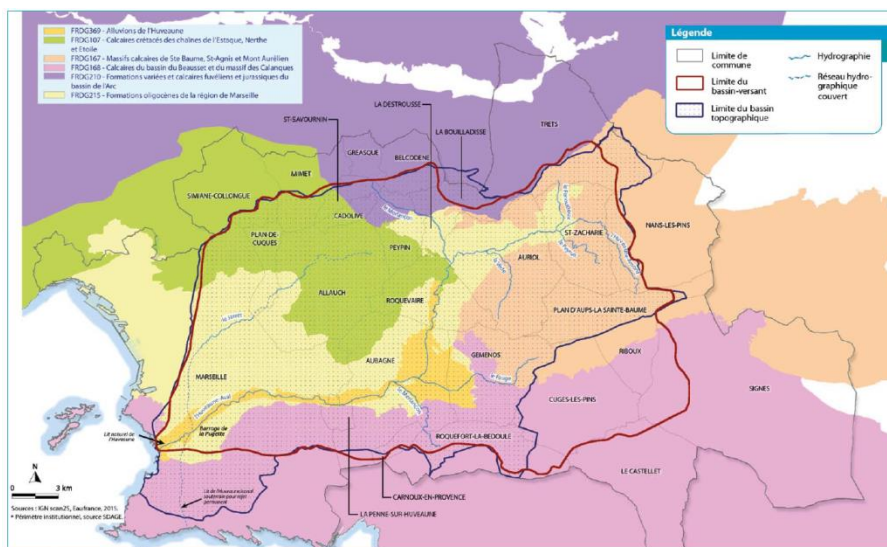 FRDG369 - Alluvions de l'Huveaune
FRDG107 - Calcaires crétacés des chaînes de l'Estaque, Nerthe
et Etoile
FRDG167 - Massifs calcaires de Ste Baume, St-Agnis et Mont Aurélien
FRDG168 - Calcaires du bassin du Beausset et du massif des Calanques
FRDG210 - Formations variées et calcaires fuvéliens et jurassiques du
bassin de l'Arc
FRDG215 - Formations oligocènes de la région de Marseille
Légende
Limite de
commune
Limite du
bassin-versant
Limite du bassin
topographique
Hydrographie
Réseau hydro-
graphique
couvert
LA DESTROUSSE
ST-SAVOURNIN
LA BOUILLADISSE
TRETS
GREASQUE
BELCODENE
MIMET
SIMIANE-COLLONGUE
CADOLIVE
NANS-LES-PINS
PLAN-DE-
CUQUES
ST-ZACHARIE
PEYPIN
AURIOL
ALLAUCH
ROQUEVAIRE
PLAN D'AUPS-LA SAINTE-BAUME
AUBAGNE
GEMENOS
RIBOUX
MARSEILLE
SIGNES
CUGES-LES-PINS
Barrage de
la Pugette
Lit naturel de
l'Huveaune
ROQUEFORT-LA-BEDOULE
LE CASTELLET
N
0
3 km
CARNOUX-EN-PROVENCE
LA PENNE-SUR-HUVEAUNE
Sources : IGN scan25, Eaufrance, 2015.
* Périmètre institutionnel, source SDAGE.